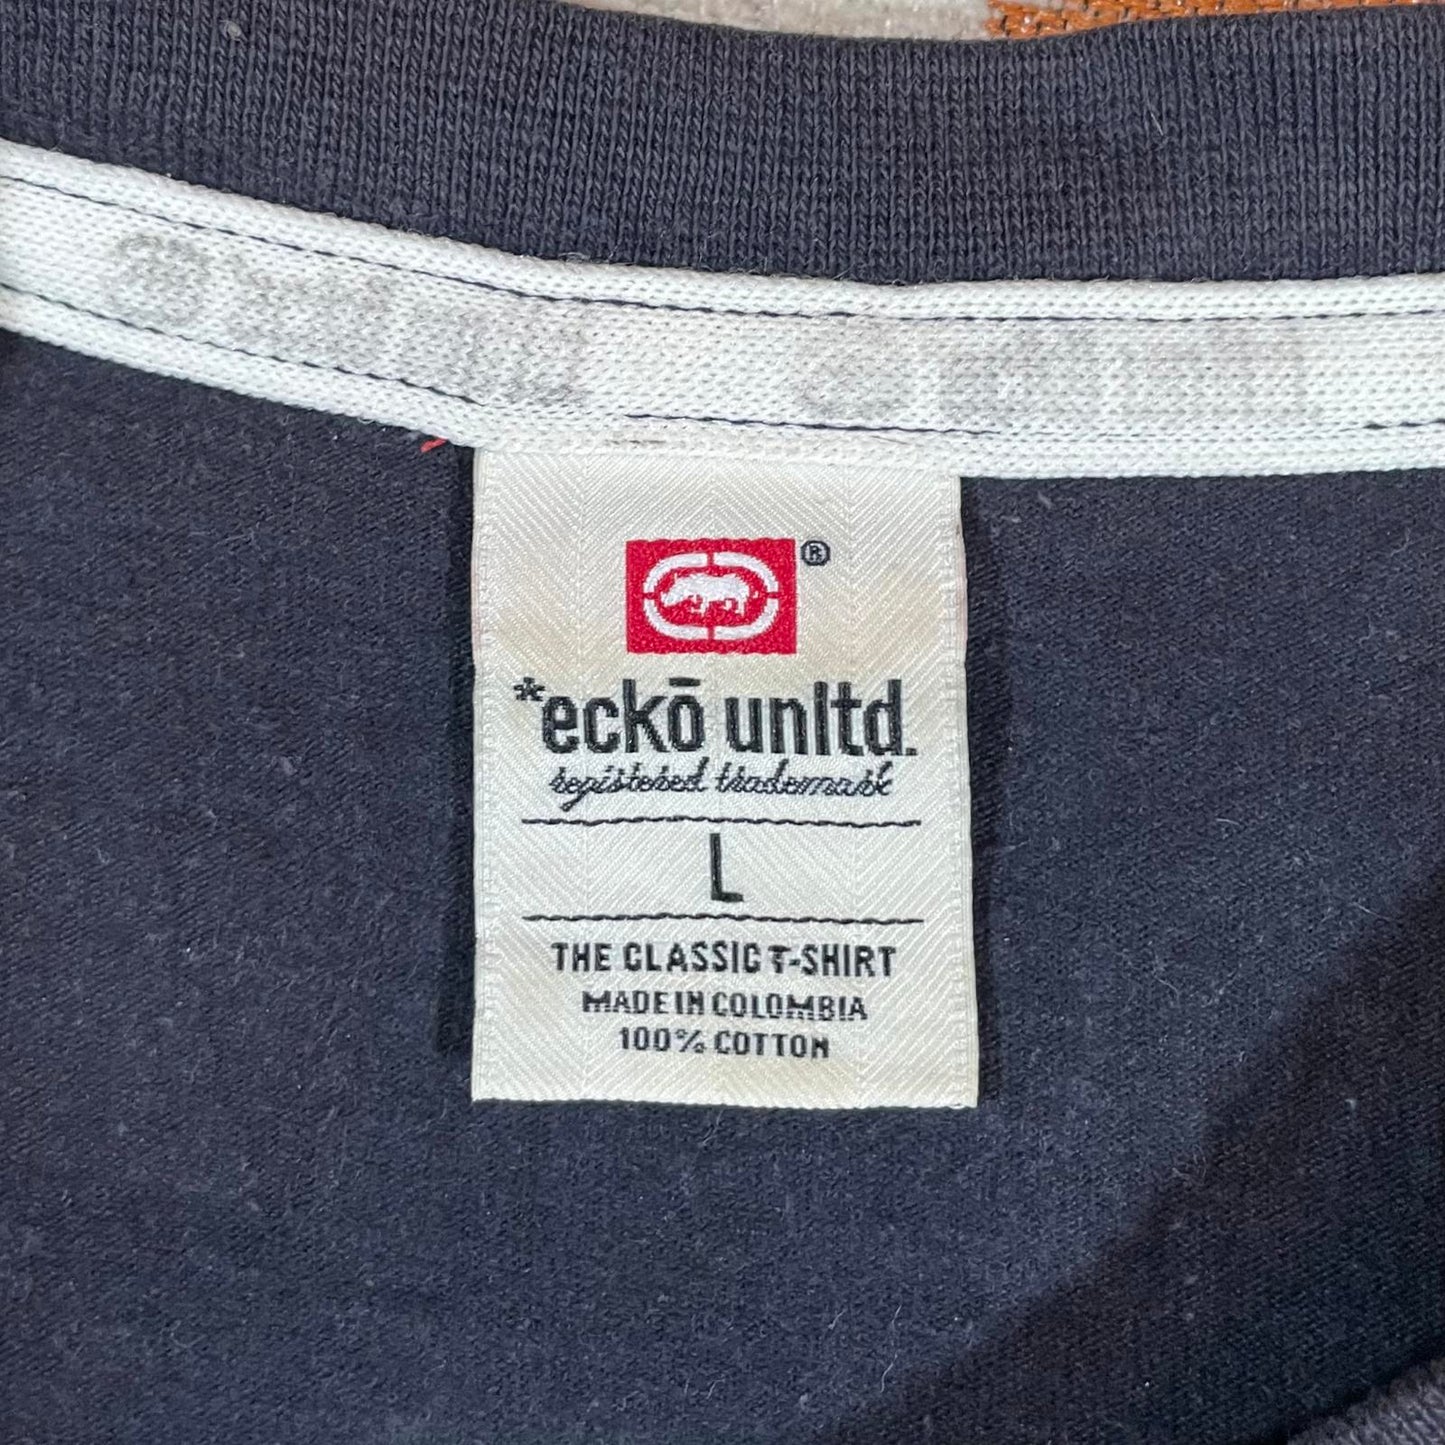 ®
*eckō unltd.
registered trademark
L
THE CLASSIC T-SHIRT
MADE IN COLOMBIA
100% COTTON